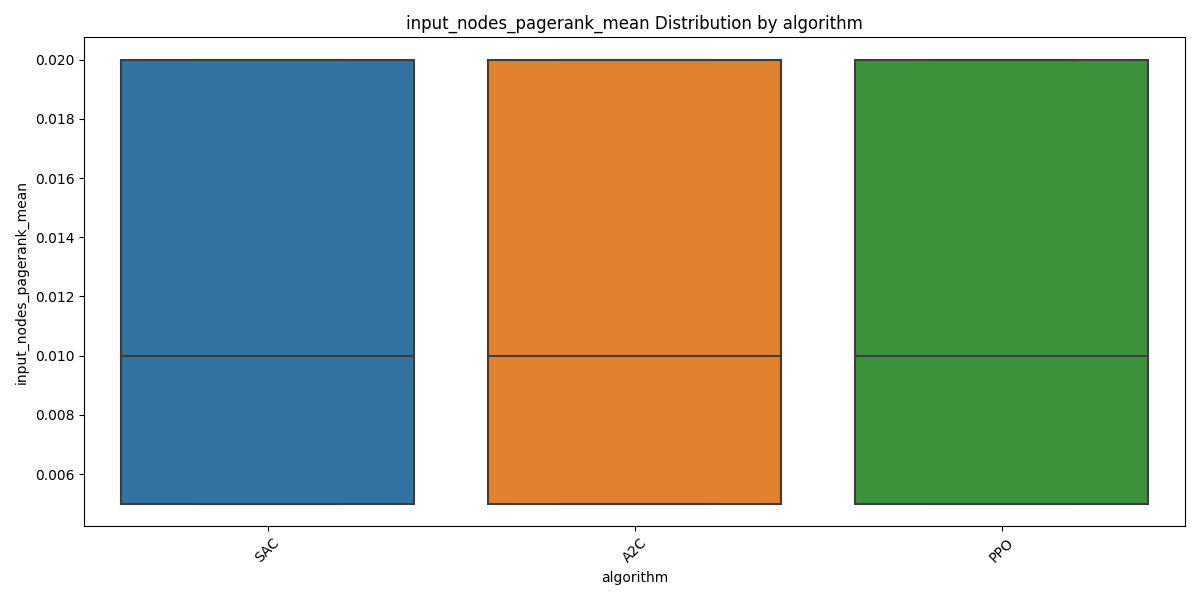 input_nodes_pagerank_mean Distribution by algorithm
input_nodes_pagerank_mean
0.020
0.018
0.016
0.014
0.012
0.010
0.008
0.006
SAC
A2C
PPO
algorithm